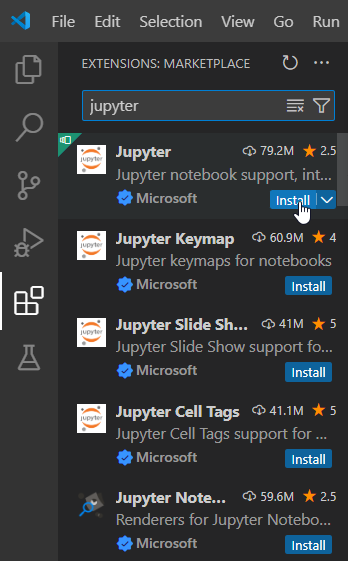 File Edit Selection View Go Run
EXTENSIONS: MARKETPLACE
jupyter
Jupyter 79.2M 2.5
Jupyter notebook support, int...
Microsoft Install
Jupyter Keymap 60.9M 4
Jupyter keymaps for notebooks
Microsoft Install
Jupyter Slide Sh... 41M 5
Jupyter Slide Show support fo...
Microsoft Install
Jupyter Cell Tags 41.1M 5
Jupyter Cell Tags support for ...
Microsoft Install
Jupyter Note... 59.6M 2.5
Renderers for Jupyter Notebo...
Microsoft Install